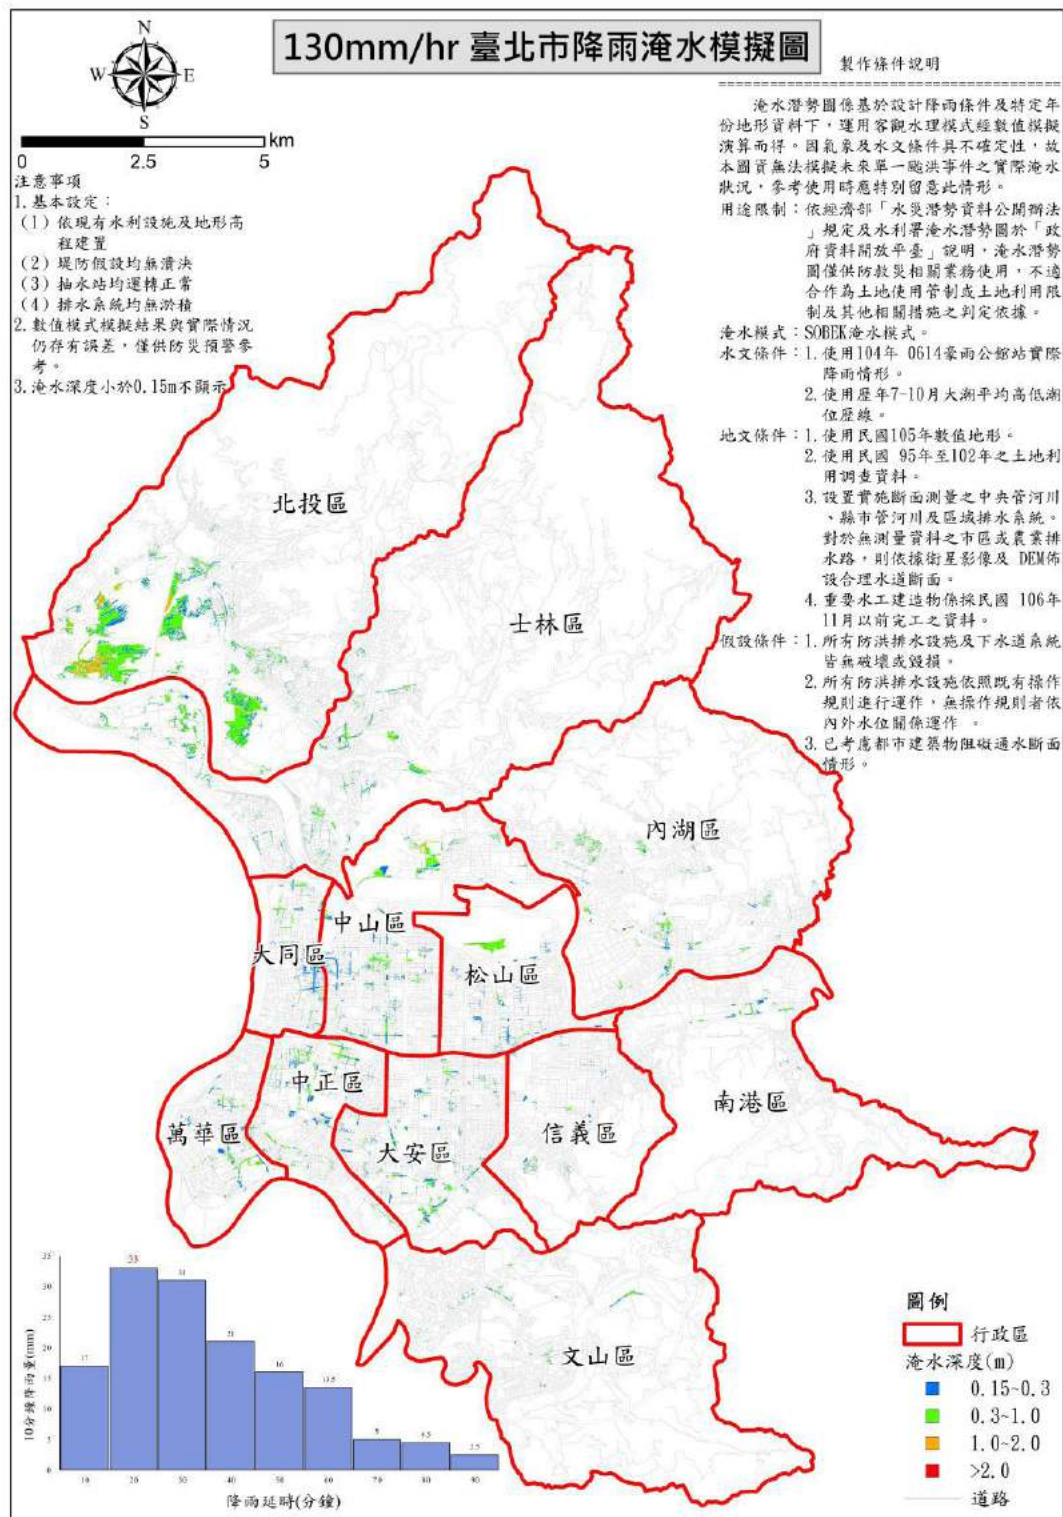 130mm/hr 臺北市降雨淹水模擬圖
N
W E
S
0 2.5 5 km
注意事項
1.基本設定：
(1) 依現有水利設施及地形高
程建置
(2) 堤防假設均無潰決
(3) 抽水站均運轉正常
(4) 排水系統均無淤積
2.數值模式模擬結果與實際情況
仍存有誤差，僅供防災預警參
考。
3.淹水深度小於0.15m不顯示
製作條件說明
淹水潛勢圖係基於設計降雨條件及特定年
份地形資料下，運用客觀水理模式經數值模擬
演算而得。因氣象及水文條件具不確定性，故
本圖資無法模擬未來單一颱洪事件之實際淹水
狀況，參考使用時應特別留意此情形。
用途限制：依經濟部「水災潛勢資料公開辦法
」規定及水利署淹水潛勢圖於「政
府資料開放平臺」說明，淹水潛勢
圖僅供防救災相關業務使用，不適
合作為土地使用管制或土地利用限
制及其他相關措施之判定依據。
淹水模式：SOBEK淹水模式。
水文條件：1.使用104年 0614豪雨公館站實際
降雨情形。
2.使用歷年7-10月大潮平均高低潮
位歷線。
地文條件：1.使用民國105年數值地形。
2.使用民國 95年至102年之土地利
用調查資料。
3.設置實施斷面測量之中央管河川
、縣市管河川及區域排水系統。
對於無測量資料之市區或農業排
水路，則依據衛星影像及 DEM佈
設合理水道斷面。
4.重要水工建造物係採民國 106年
11月以前完工之資料。
假設條件：1.所有防洪排水設施及下水道系統
皆無破壞或毀損。
2.所有防洪排水設施依照既有操作
規則進行運作，無操作規則者依
內外水位關係運作 。
3.已考慮都市建築物阻礙通水斷面
情形。
北投區
士林區
內湖區
中山區
大同區
松山區
中正區
南港區
萬華區
大安區
信義區
文山區
10分鐘降雨量(mm)
35
30
25
20
15
10
5
0
17 33 31 21 16 13.5 5 4.5 2.5
10 20 30 40 50 60 70 80 90
降雨延時(分鐘)
圖例
行政區
淹水深度(m)
0.15~0.3
0.3~1.0
1.0~2.0
>2.0
道路